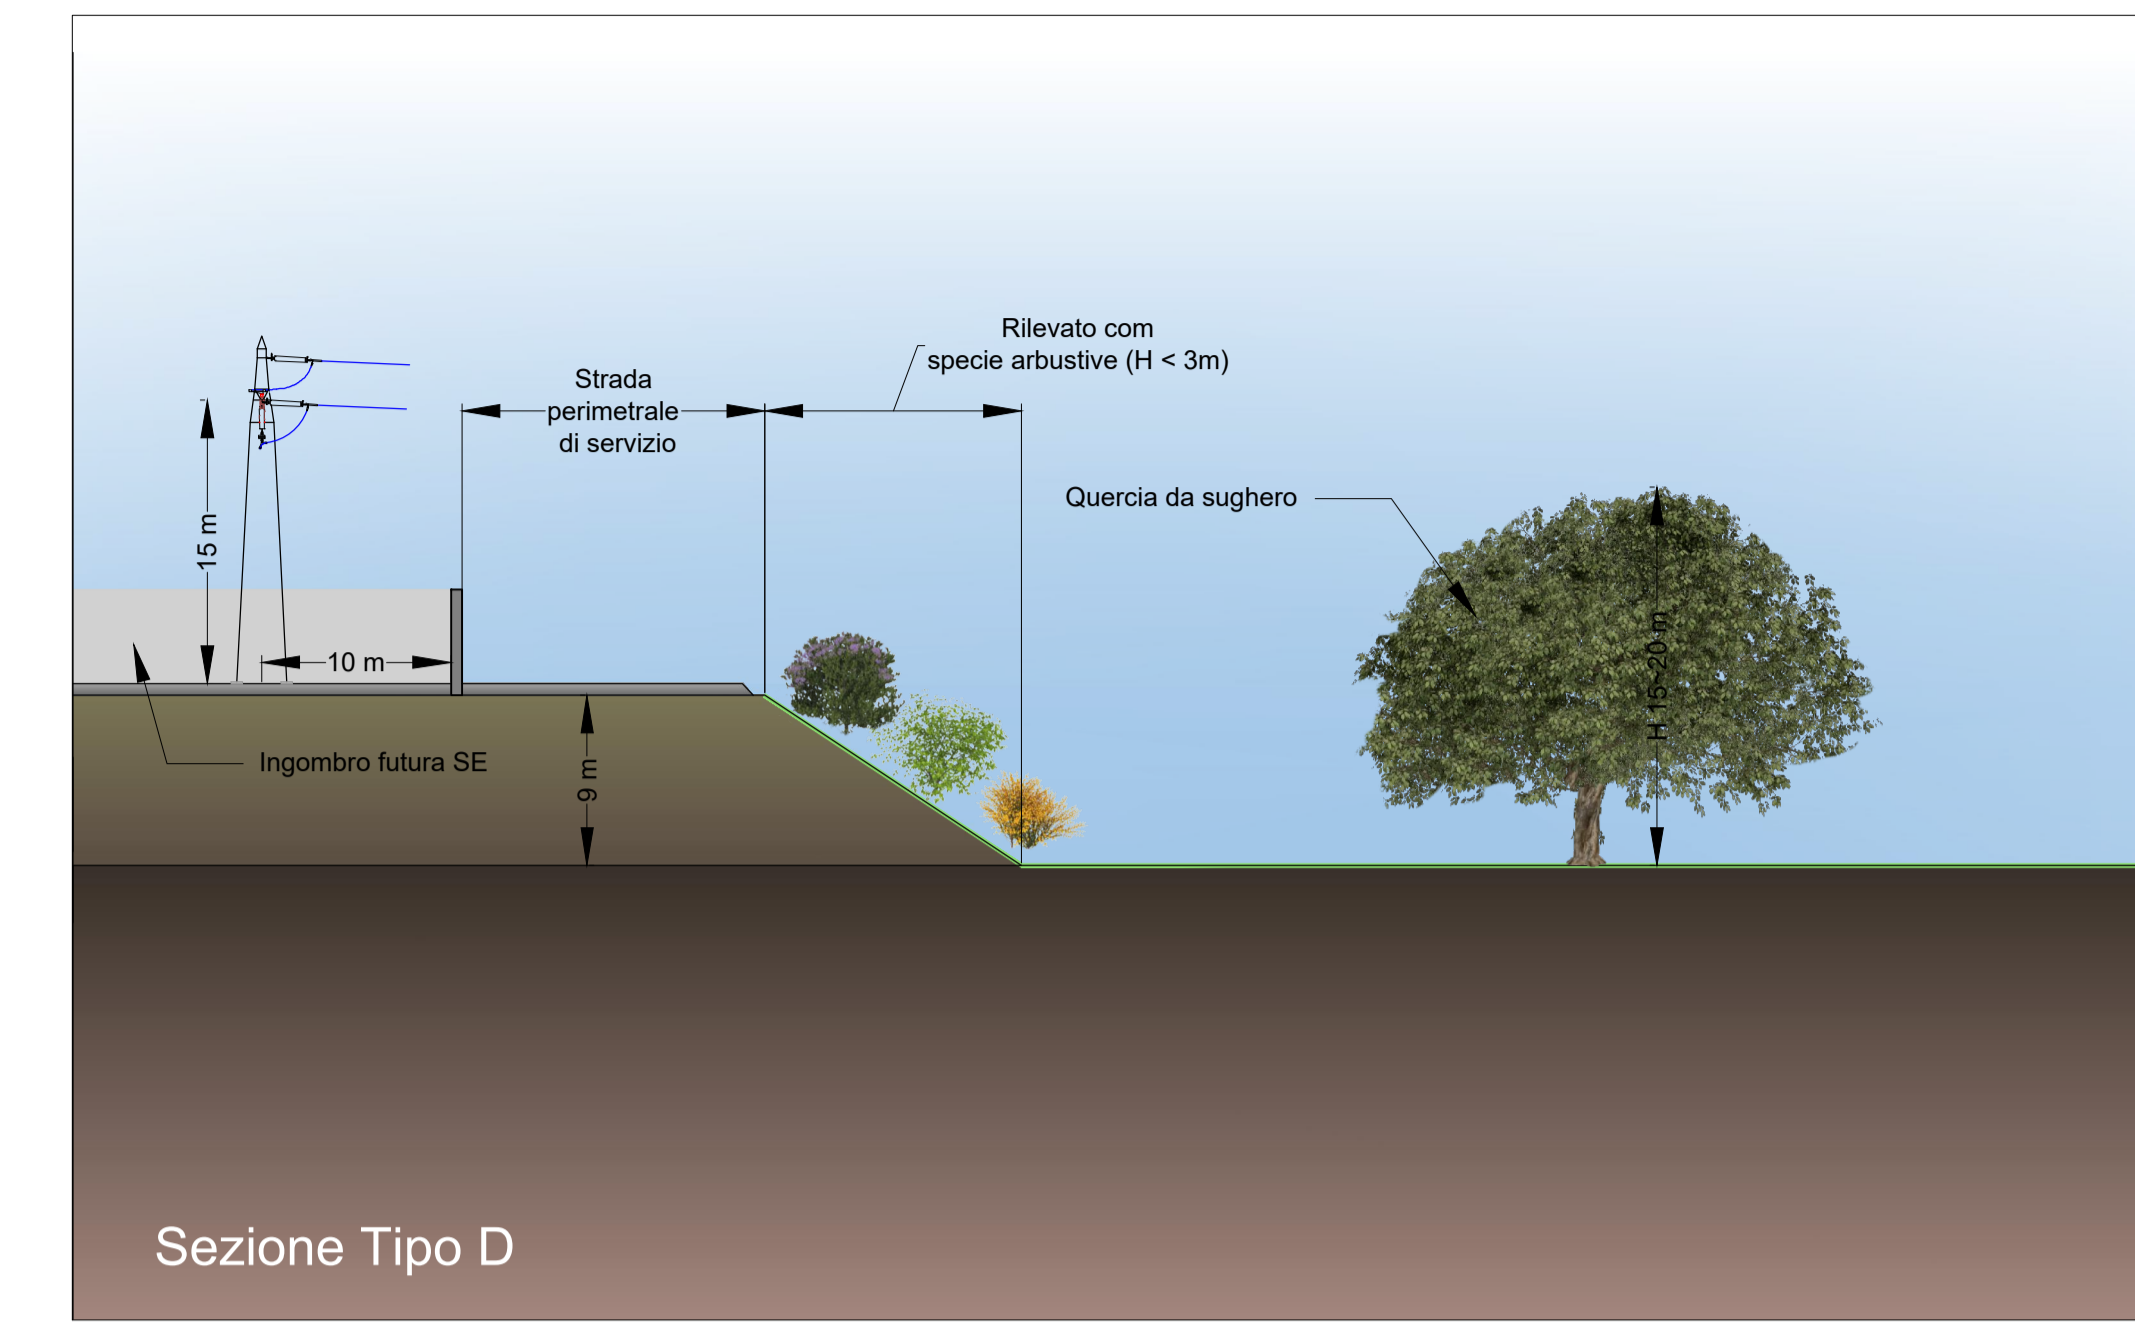 Rilevato com
specie arbustive (H < 3m)
Strada
perimetrale
di servizio
Quercia da sughero
15 m
10 m
H 15~20 m
Ingombro futura SE
9 m
Sezione Tipo D